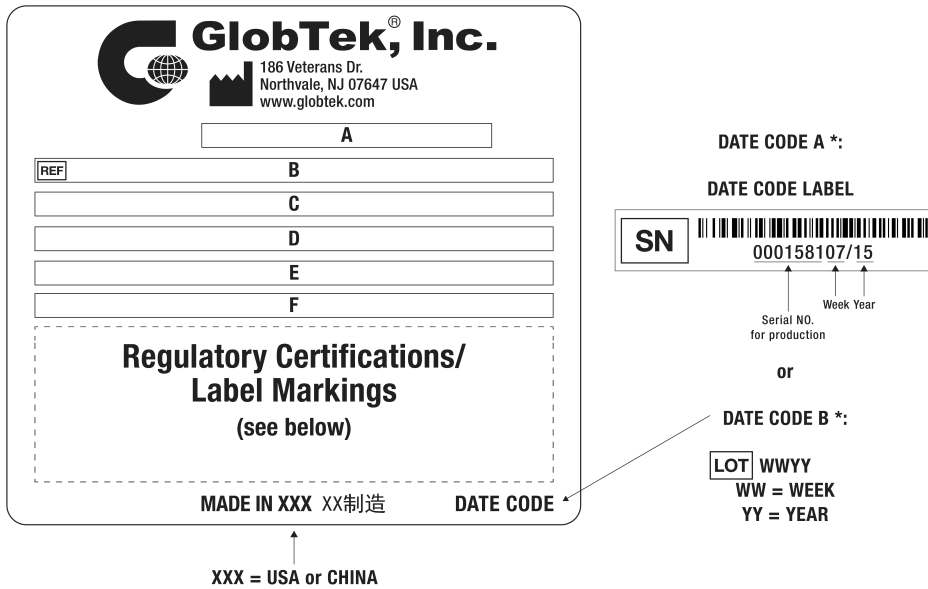 GlobTek,® Inc.
186 Veterans Dr.
Northvale, NJ 07647 USA
www.globtek.com
A
REF B
C
D
E
F
Regulatory Certifications/
Label Markings
(see below)
MADE IN XXX XX制造 DATE CODE
XXX = USA or CHINA
DATE CODE A *:
DATE CODE LABEL
SN
000158107/15
Week Year
Serial NO.
for production
or
DATE CODE B *:
LOT WWYY
WW = WEEK
YY = YEAR